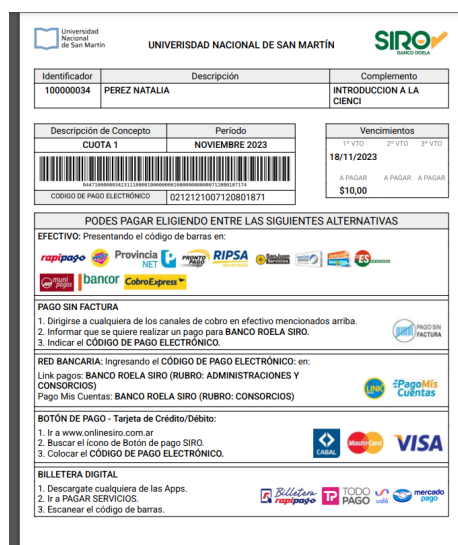 Universidad
Nacional
de San Martín
UNIVERISDAD NACIONAL DE SAN MARTÍN
SIRO
BANCO ROELA
Identificador Descripción Complemento
100000034 PEREZ NATALIA INTRODUCCION A LA
CIENCI
Descripción de Concepto Período
CUOTA 1 NOVIEMBRE 2023
CODIGO DE PAGO ELECTRÓNICO 0212121007120801871
Vencimientos
1º VTO 2º VTO 3º VTO
18/11/2023
A PAGAR A PAGAR A PAGAR
$10,00
PODES PAGAR ELIGIENDO ENTRE LAS SIGUIENTES ALTERNATIVAS
EFECTIVO: Presentando el código de barras en:
rapipago Provincia NET PRONTO PAGO RIPSA SanJuan Servicios
muni pagos bancor CobroExpress
PAGO SIN FACTURA
1. Dirigirse a cualquiera de los canales de cobro en efectivo mencionados arriba.
2. Informar que se quiere realizar un pago para BANCO ROELA SIRO.
3. Indicar el CÓDIGO DE PAGO ELECTRÓNICO.
PAGO SIN
FACTURA
RED BANCARIA: Ingresando el CÓDIGO DE PAGO ELECTRÓNICO: en:
Link pagos: BANCO ROELA SIRO (RUBRO: ADMINISTRACIONES Y
CONSORCIOS)
Pago Mis Cuentas: BANCO ROELA SIRO (RUBRO: CONSORCIOS)
LINK
PagoMis
Cuentas
BOTÓN DE PAGO - Tarjeta de Crédito/Débito:
1. Ir a www.onlinesiro.com.ar
2. Buscar el ícono de Botón de pago SIRO.
3. Colocar el CÓDIGO DE PAGO ELECTRÓNICO.
CABAL MasterCard VISA
BILLETERA DIGITAL
1. Descargate cualquiera de las Apps.
2. Ir a PAGAR SERVICIOS.
3. Escanear el código de barras.
Billetera
rapipago
TODO
PAGO
ualá
mercado
pago